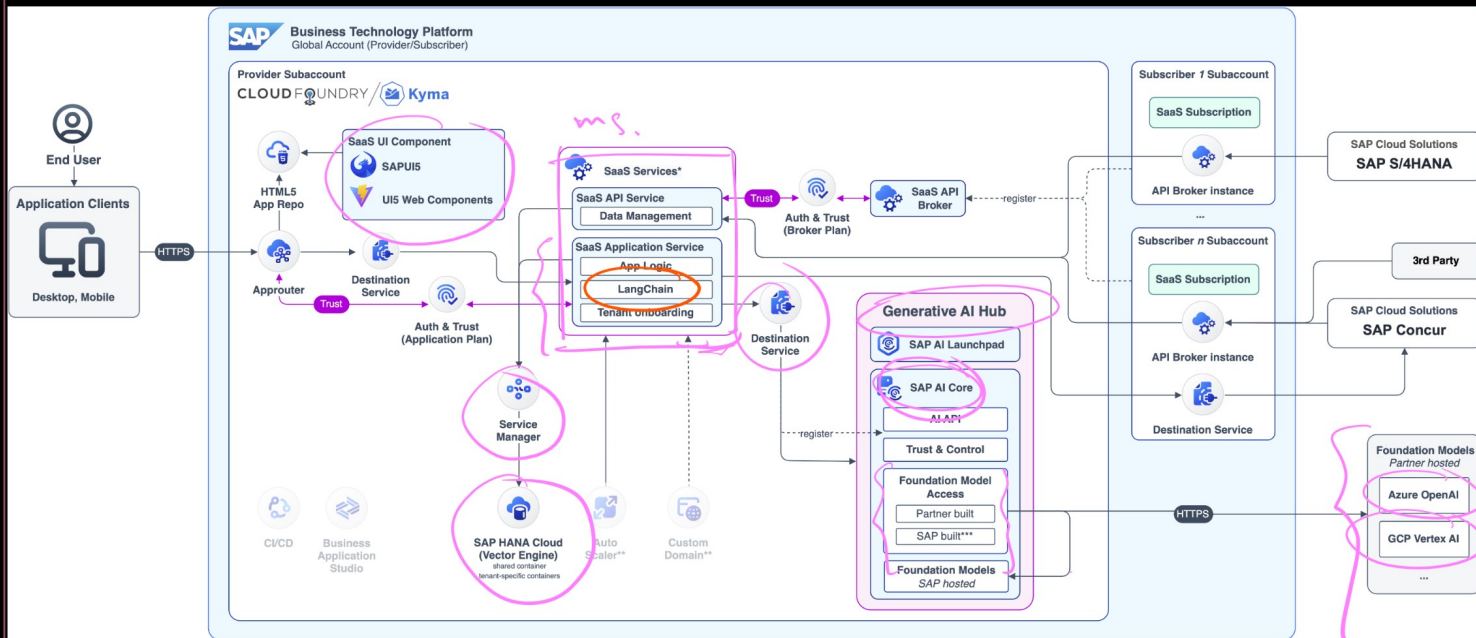 SAP
Business Technology Platform
Global Account (Provider/Subscriber)
Provider Subaccount
CLOUDFOUNDRY / Kyma
End User
Application Clients
Desktop, Mobile
HTTPS
HTML5
App Repo
SaaS UI Component
SAPUI5
UI5 Web Components
Approuter
Destination
Service
Trust
Auth & Trust
(Application Plan)
ms.
SaaS Services*
SaaS API Service
Data Management
SaaS Application Service
App Logic
LangChain
Tenant Onboarding
Trust
Auth & Trust
(Broker Plan)
SaaS API
Broker
register
Destination
Service
register
Service
Manager
SAP HANA Cloud
(Vector Engine)
shared container
tenant-specific containers
CI/CD
Business
Application
Studio
Auto
Scaler**
Custom
Domain**
Generative AI Hub
SAP AI Launchpad
SAP AI Core
AI API
Trust & Control
Foundation Model
Access
Partner built
SAP built***
Foundation Models
SAP hosted
HTTPS
Subscriber 1 Subaccount
SaaS Subscription
API Broker instance
...
Subscriber n Subaccount
SaaS Subscription
API Broker instance
Destination Service
SAP Cloud Solutions
SAP S/4HANA
3rd Party
SAP Cloud Solutions
SAP Concur
Foundation Models
Partner hosted
Azure OpenAI
GCP Vertex AI
...